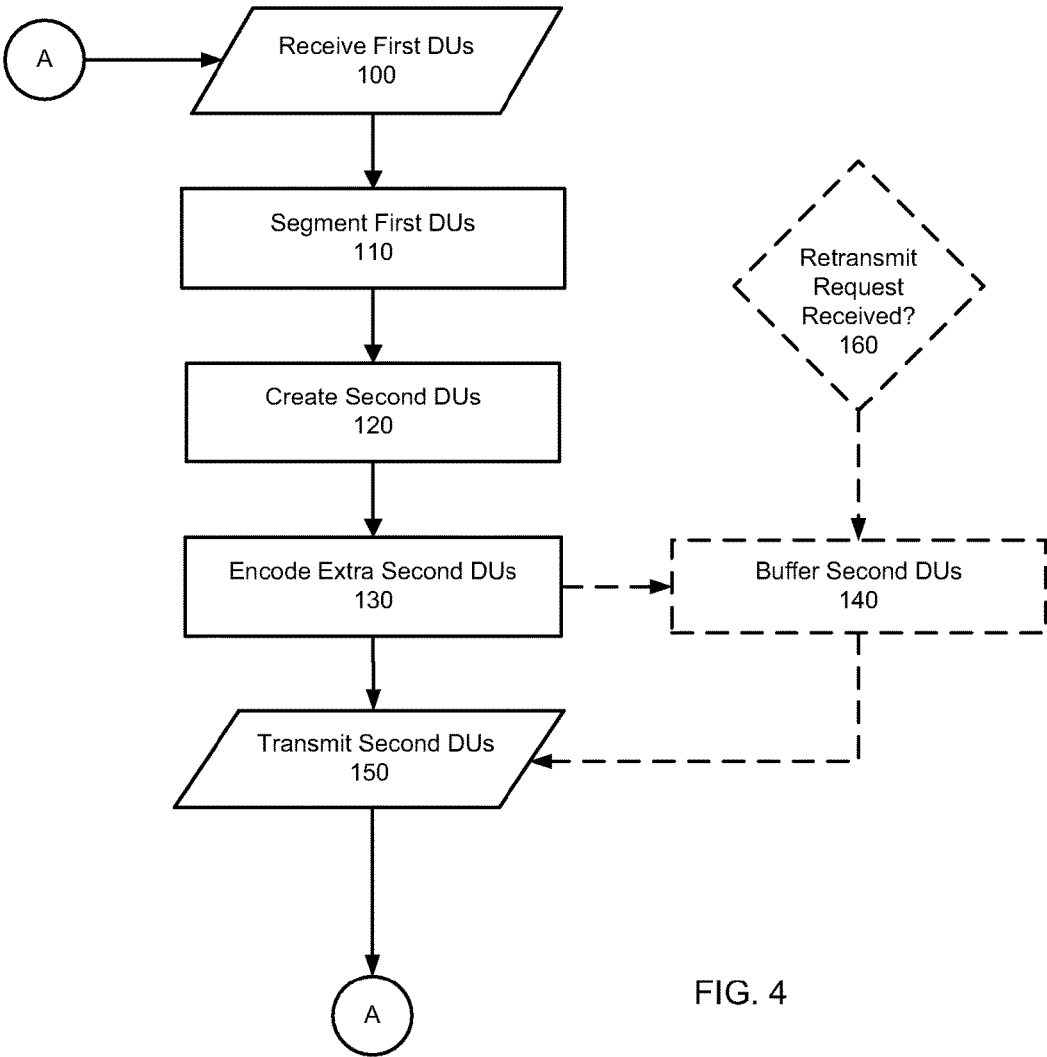 A
Receive First DUs
100
Segment First DUs
110
Create Second DUs
120
Encode Extra Second DUs
130
Transmit Second DUs
150
A
Retransmit
Request
Received?
160
Buffer Second DUs
140
FIG. 4